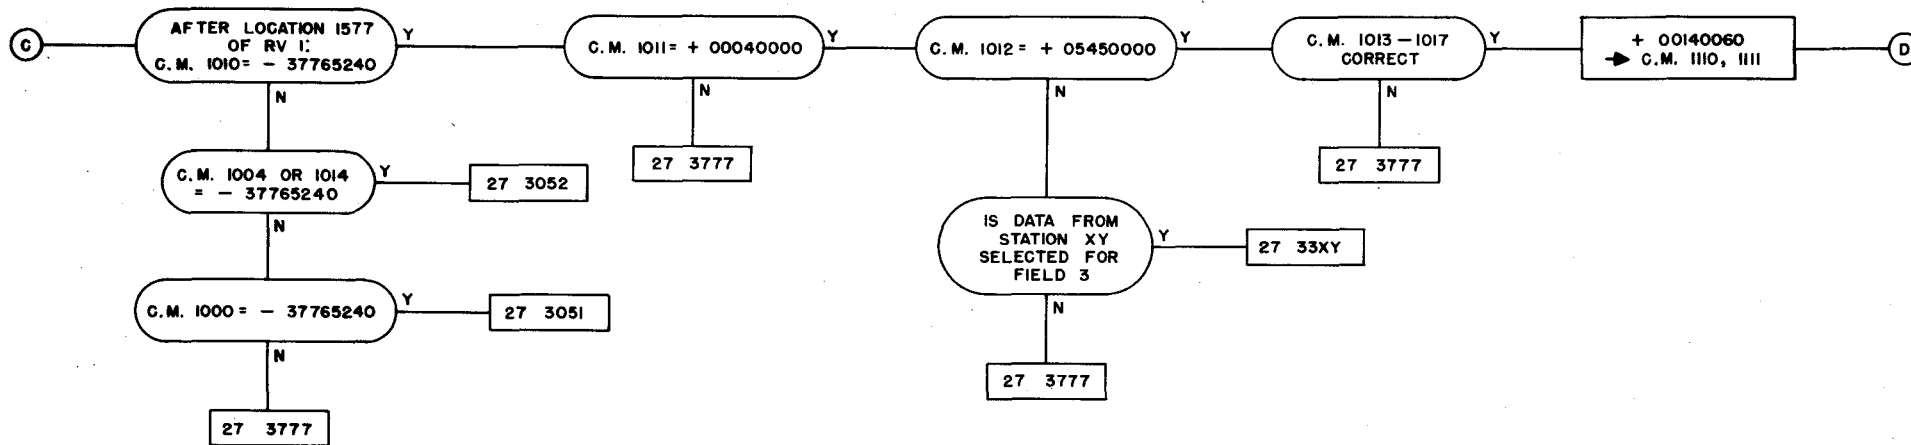 C
AFTER LOCATION 1577
OF RV 1:
C.M. 1010 = - 37765240
Y
N
C.M. 1011 = + 00040000
Y
N
27 3777
C.M. 1012 = + 05450000
Y
N
C.M. 1013 - 1017
CORRECT
Y
N
27 3777
+ 00140060
→ C.M. 1110, 1111
D
C.M. 1004 OR 1014
= - 37765240
Y
N
27 3052
IS DATA FROM
STATION XY
SELECTED FOR
FIELD 3
Y
N
27 33XY
27 3777
C.M. 1000 = - 37765240
Y
N
27 3051
27 3777